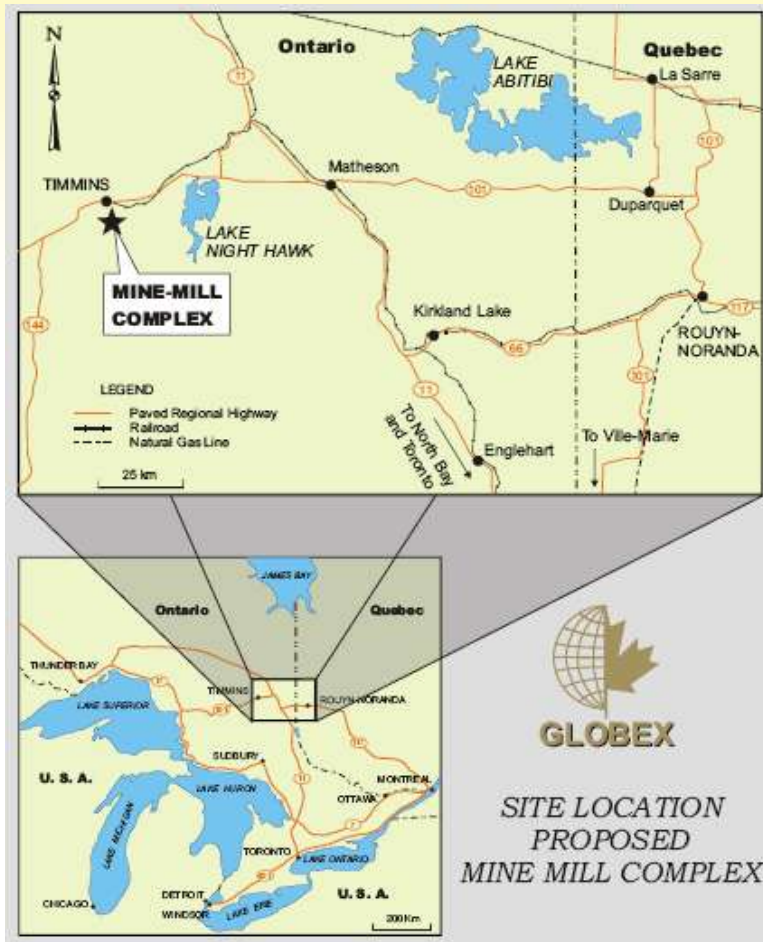 N
Ontario
Quebec
LAKE
ABITIBI
La Sarre
11
101
Matheson
TIMMINS
101
Duparquet
LAKE
NIGHT HAWK
MINE-MILL
COMPLEX
144
Kirkland Lake
117
66
ROUYN-
NORANDA
LEGEND
Paved Regional Highway
Railroad
Natural Gas Line
25 km
11
101
To North Bay
and Toronto
Englehart
To Ville-Marie
JAMES BAY
Ontario
Quebec
THUNDER BAY
TIMMINS
ROUYN-NORANDA
LAKE SUPERIOR
SUDBURY
MONTREAL
U. S. A.
LAKE HURON
OTTAWA
LAKE MICHIGAN
TORONTO
LAKE ONTARIO
DETROIT
WINDSOR
LAKE ERIE
U. S. A.
CHICAGO
200 Km
GLOBEX
SITE LOCATION
PROPOSED
MINE MILL COMPLEX